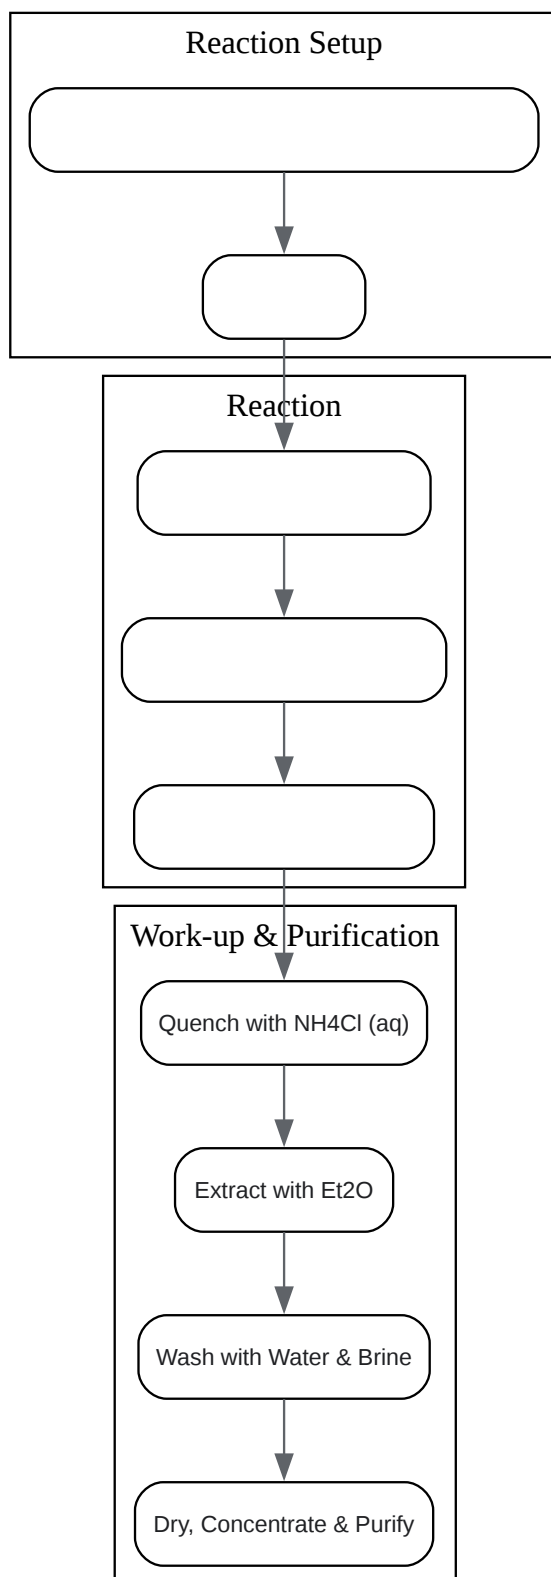 Reaction Setup
Reaction
Work-up & Purification
Quench with NH4Cl (aq)
Extract with Et2O
Wash with Water & Brine
Dry, Concentrate & Purify